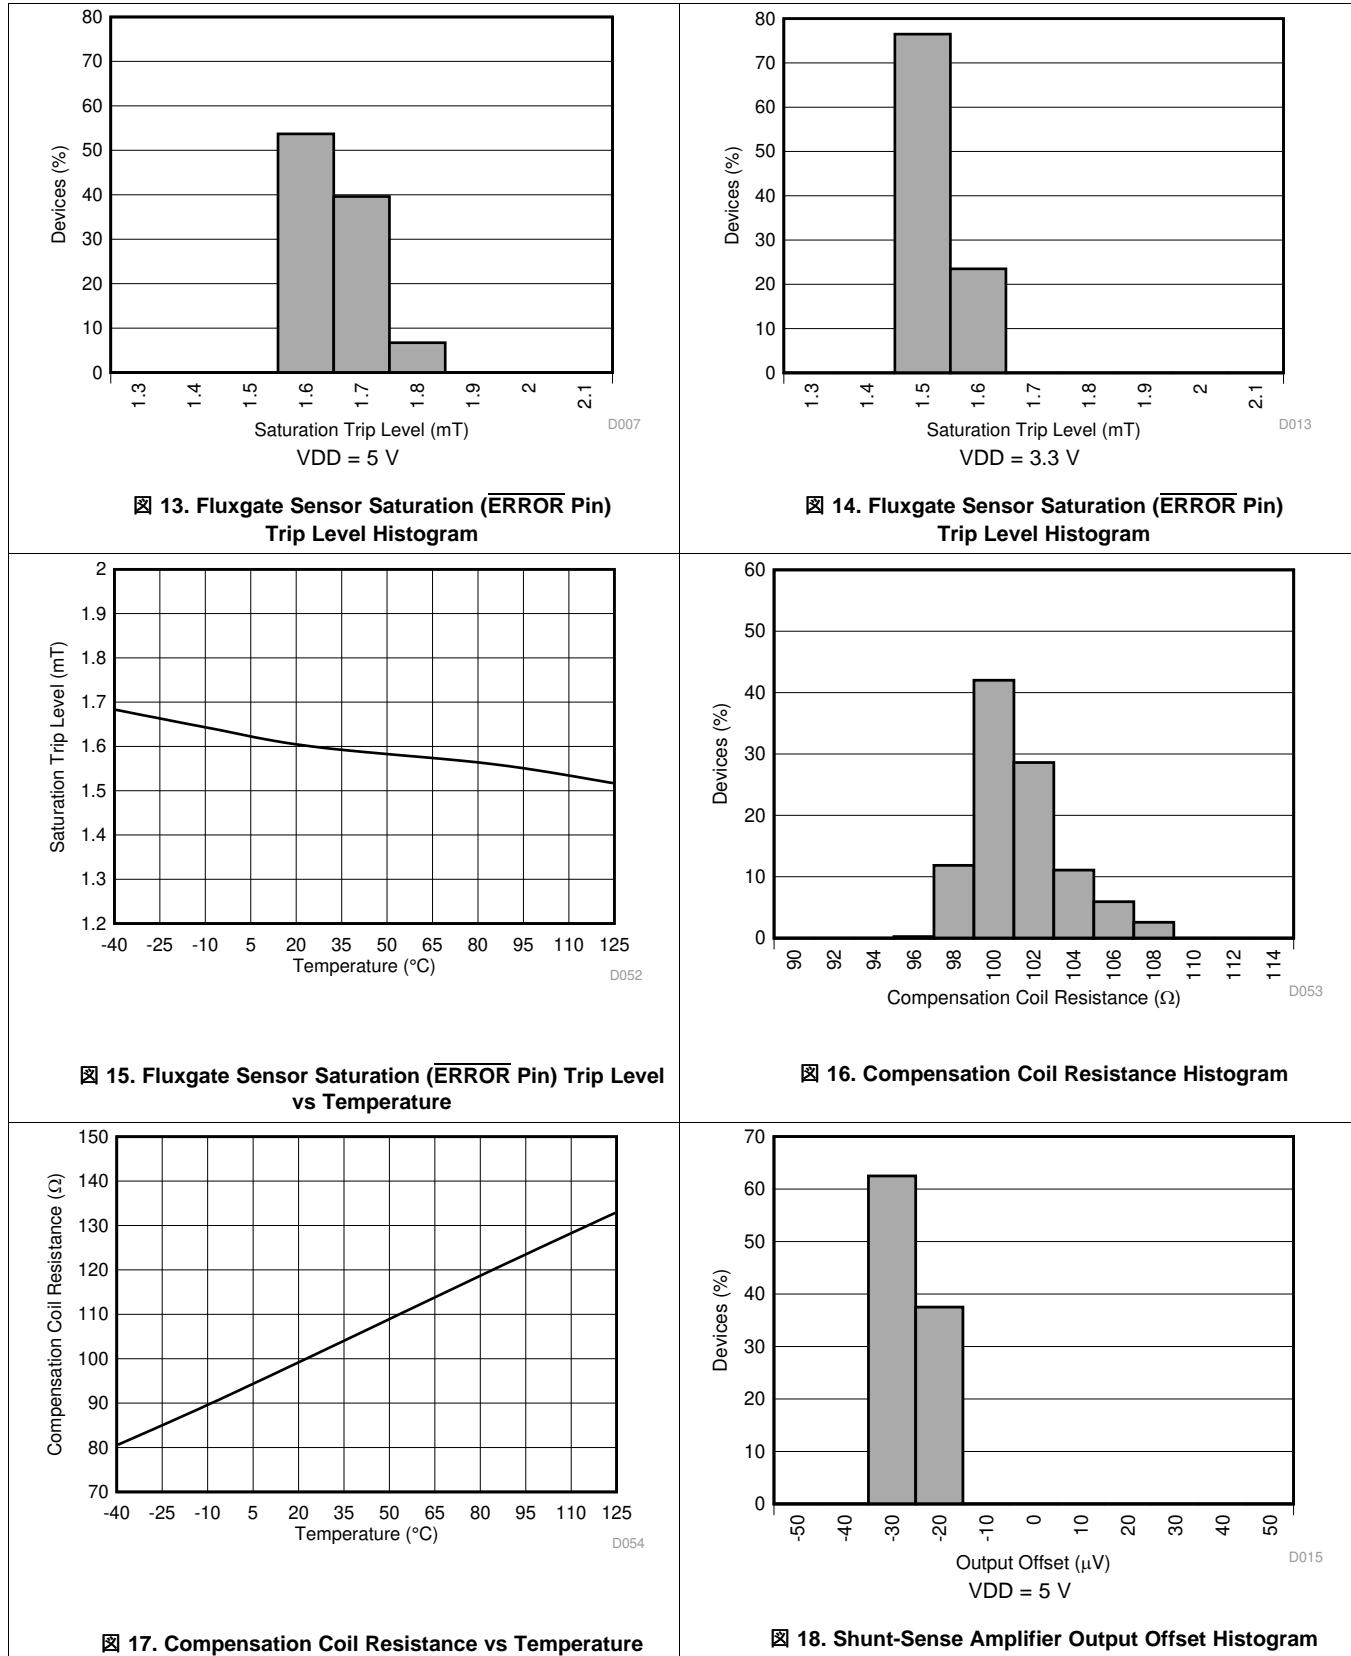 80
70
60
50
40
30
20
10
0
Devices (%)
1.3 1.4 1.5 1.6 1.7 1.8 1.9 2 2.1
Saturation Trip Level (mT)
D007
VDD = 5 V
図 13. Fluxgate Sensor Saturation (ERROR Pin)
Trip Level Histogram
80
70
60
50
40
30
20
10
0
Devices (%)
1.3 1.4 1.5 1.6 1.7 1.8 1.9 2 2.1
Saturation Trip Level (mT)
D013
VDD = 3.3 V
図 14. Fluxgate Sensor Saturation (ERROR Pin)
Trip Level Histogram
2
1.9
1.8
1.7
1.6
1.5
1.4
1.3
1.2
Saturation Trip Level (mT)
-40 -25 -10 5 20 35 50 65 80 95 110 125
Temperature (°C)
D052
図 15. Fluxgate Sensor Saturation (ERROR Pin) Trip Level
vs Temperature
60
50
40
30
20
10
0
Devices (%)
90 92 94 96 98 100 102 104 106 108 110 112 114
Compensation Coil Resistance (Ω)
D053
図 16. Compensation Coil Resistance Histogram
150
140
130
120
110
100
90
80
70
Compensation Coil Resistance (Ω)
-40 -25 -10 5 20 35 50 65 80 95 110 125
Temperature (°C)
D054
図 17. Compensation Coil Resistance vs Temperature
70
60
50
40
30
20
10
0
Devices (%)
-50 -40 -30 -20 -10 0 10 20 30 40 50
Output Offset (μV)
D015
VDD = 5 V
図 18. Shunt-Sense Amplifier Output Offset Histogram